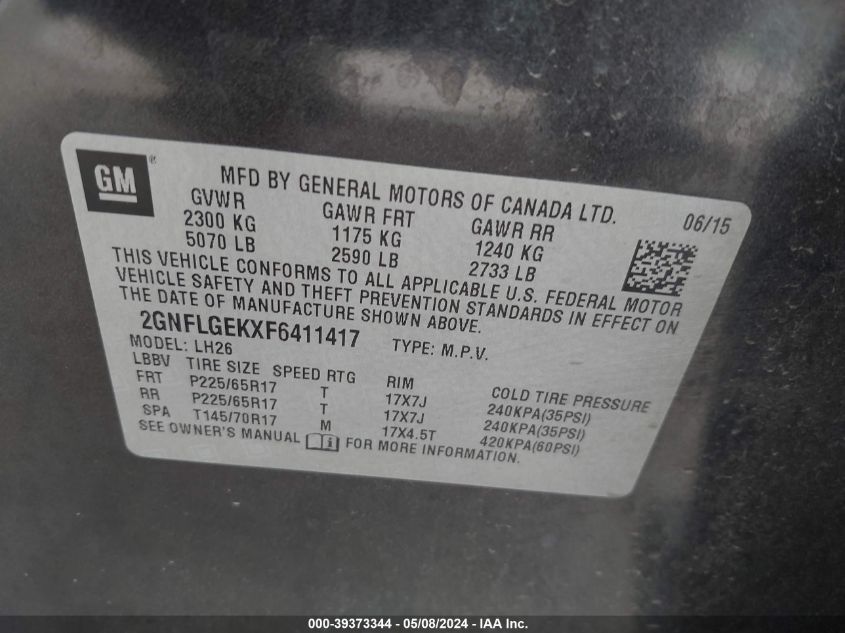 GM ®
MFD BY GENERAL MOTORS OF CANADA LTD. 06/15
GVWR GAWR FRT GAWR RR
2300 KG 1175 KG 1240 KG
5070 LB 2590 LB 2733 LB
THIS VEHICLE CONFORMS TO ALL APPLICABLE U.S. FEDERAL MOTOR
VEHICLE SAFETY AND THEFT PREVENTION STANDARDS IN EFFECT ON
THE DATE OF MANUFACTURE SHOWN ABOVE.
2GNFLGEKXF6411417 TYPE: M.P.V.
MODEL: LH26
LBBV TIRE SIZE SPEED RTG RIM COLD TIRE PRESSURE
FRT P225/65R17 T 17X7J 240KPA(35PSI)
RR P225/65R17 T 17X7J 240KPA(35PSI)
SPA T145/70R17 M 17X4.5T 420KPA(60PSI)
SEE OWNER'S MANUAL i FOR MORE INFORMATION.
000-39373344 - 05/08/2024 - IAA Inc.